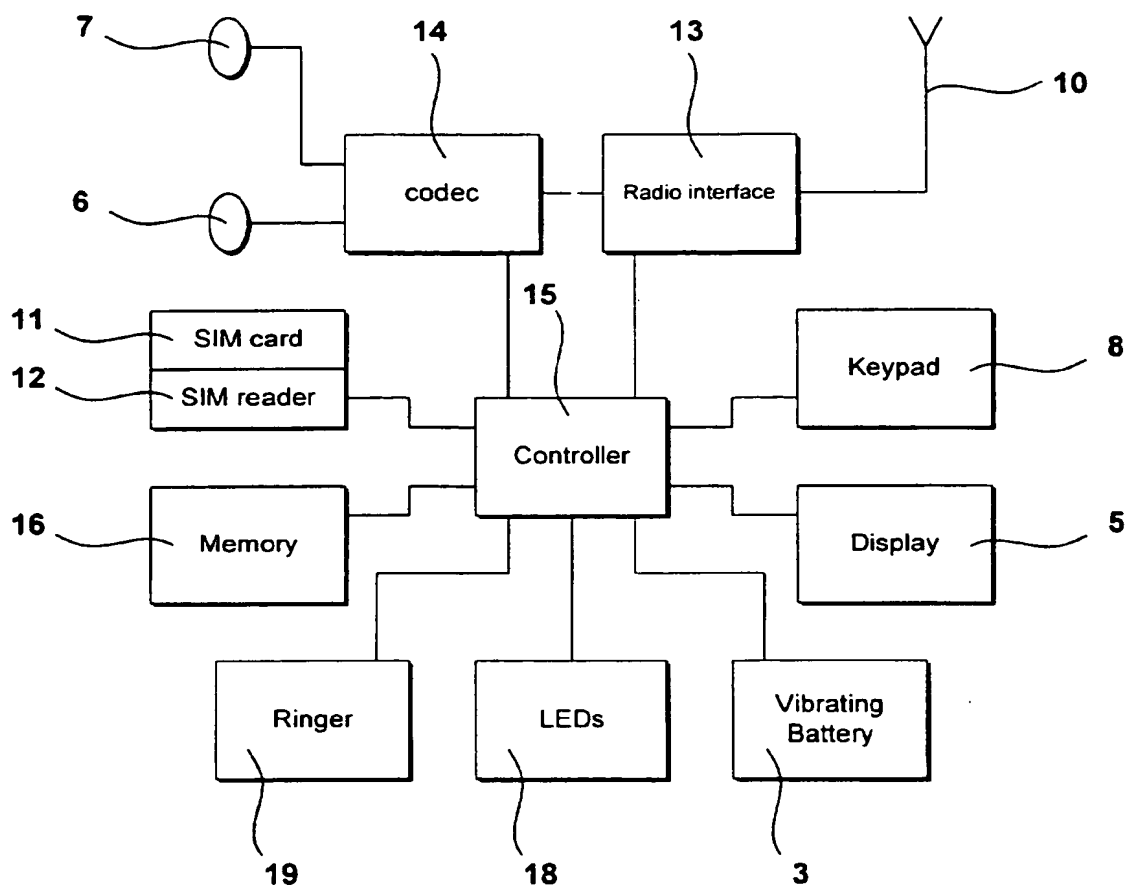 7
14
13
10
codec
Radio interface
6
15
11
SIM card
Keypad
8
12
SIM reader
Controller
16
Memory
Display
5
Ringer
LEDs
Vibrating
Battery
19
18
3